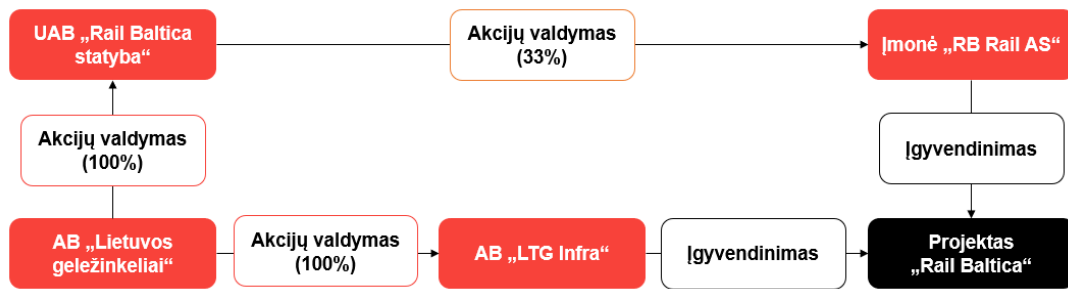 UAB „Rail Baltica
statyba“
Akcijų valdymas
(33%)
Įmonė „RB Rail AS“
Akcijų valdymas
(100%)
Įgyvendinimas
AB „Lietuvos
geležinkeliai“
Akcijų valdymas
(100%)
AB „LTG Infra“
Įgyvendinimas
Projektas
„Rail Baltica“